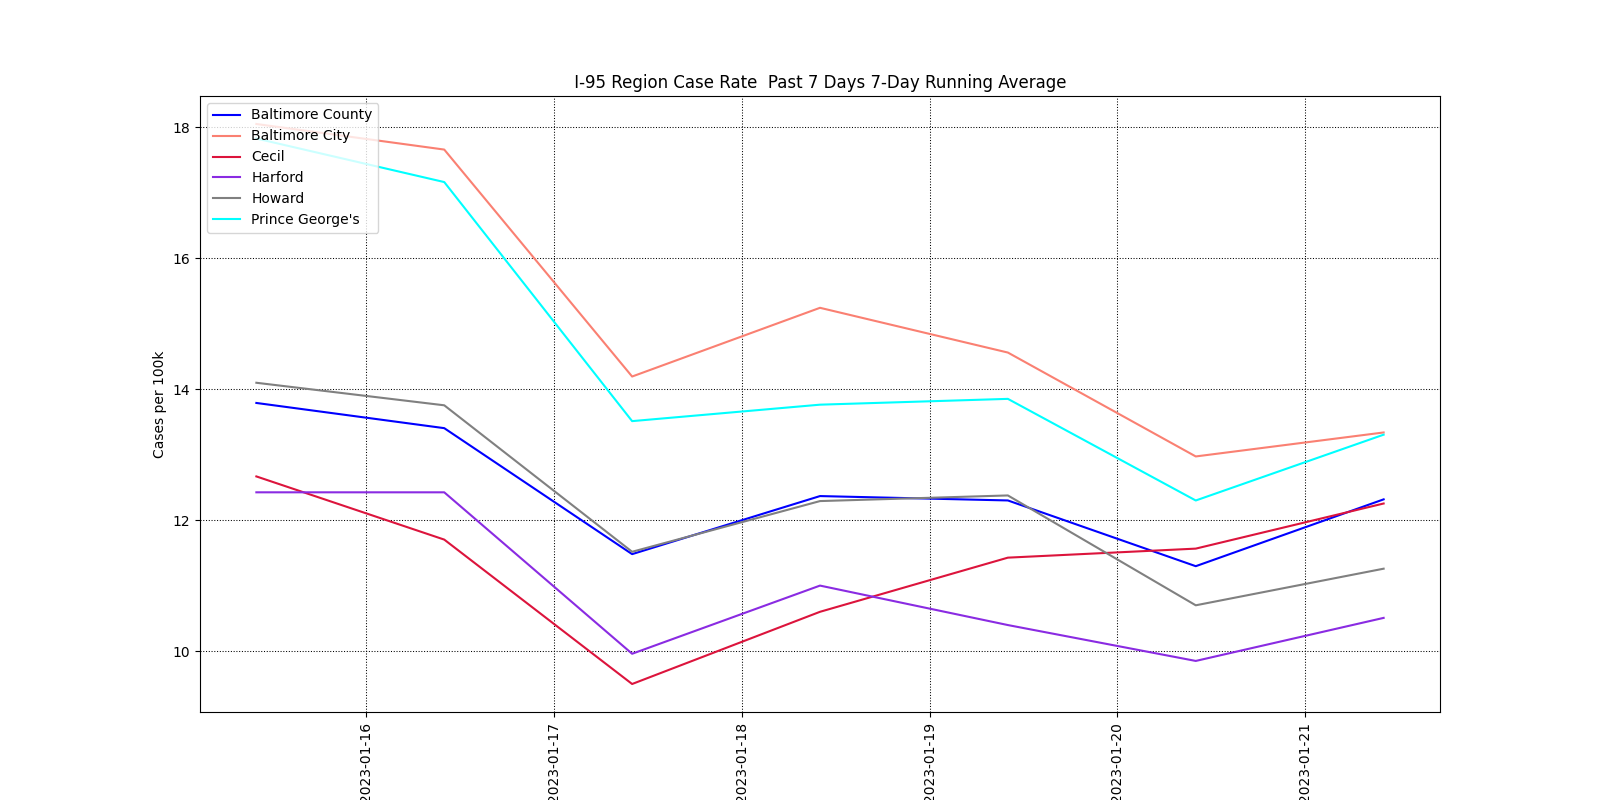 I-95 Region Case Rate  Past 7 Days 7-Day Running Average
Baltimore County
Baltimore City
Cecil
Harford
Howard
Prince George's
Cases per 100k
18
16
14
12
10
2023-01-16
2023-01-17
2023-01-18
2023-01-19
2023-01-20
2023-01-21